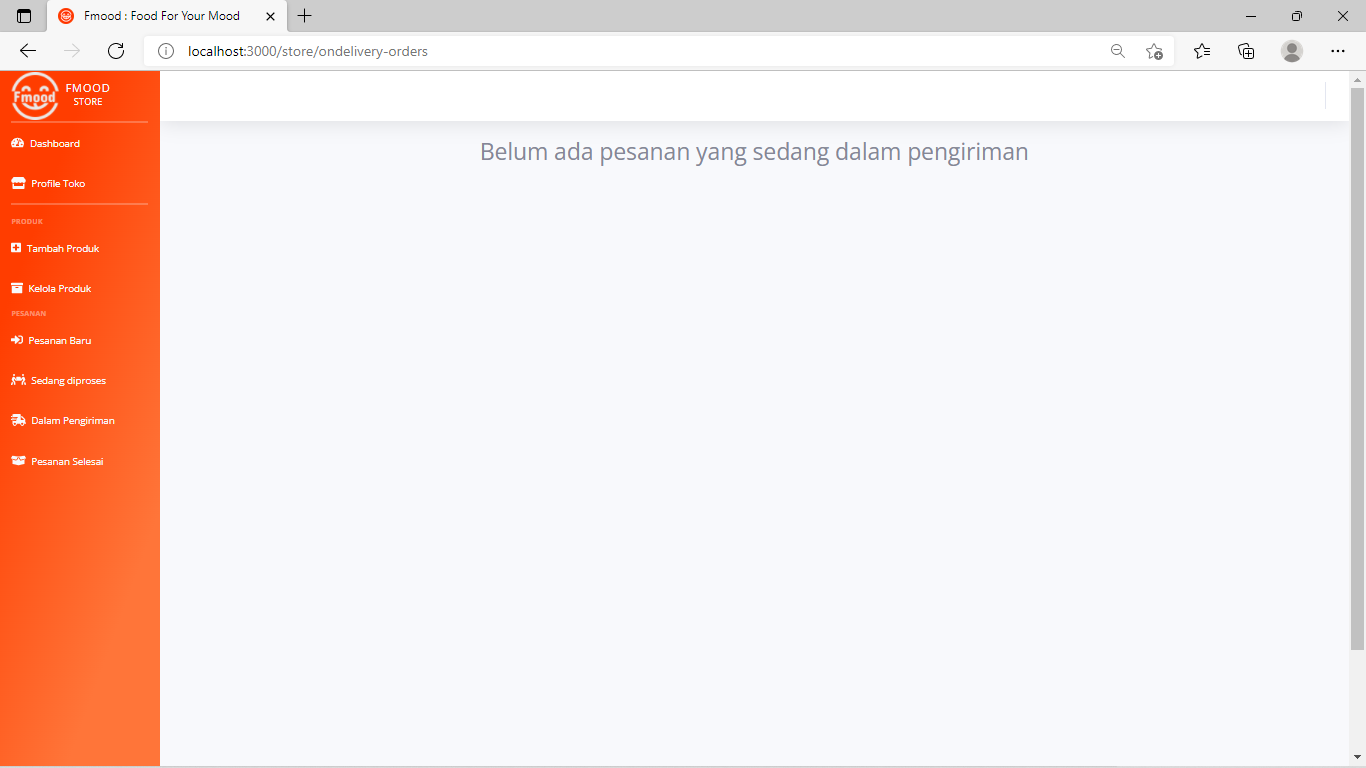 Fmood : Food For Your Mood
localhost:3000/store/ondelivery-orders
Fmood
FMOOD
STORE
Dashboard
Profile Toko
PRODUK
Tambah Produk
Kelola Produk
PESANAN
Pesanan Baru
Sedang diproses
Dalam Pengiriman
Pesanan Selesai
Belum ada pesanan yang sedang dalam pengiriman